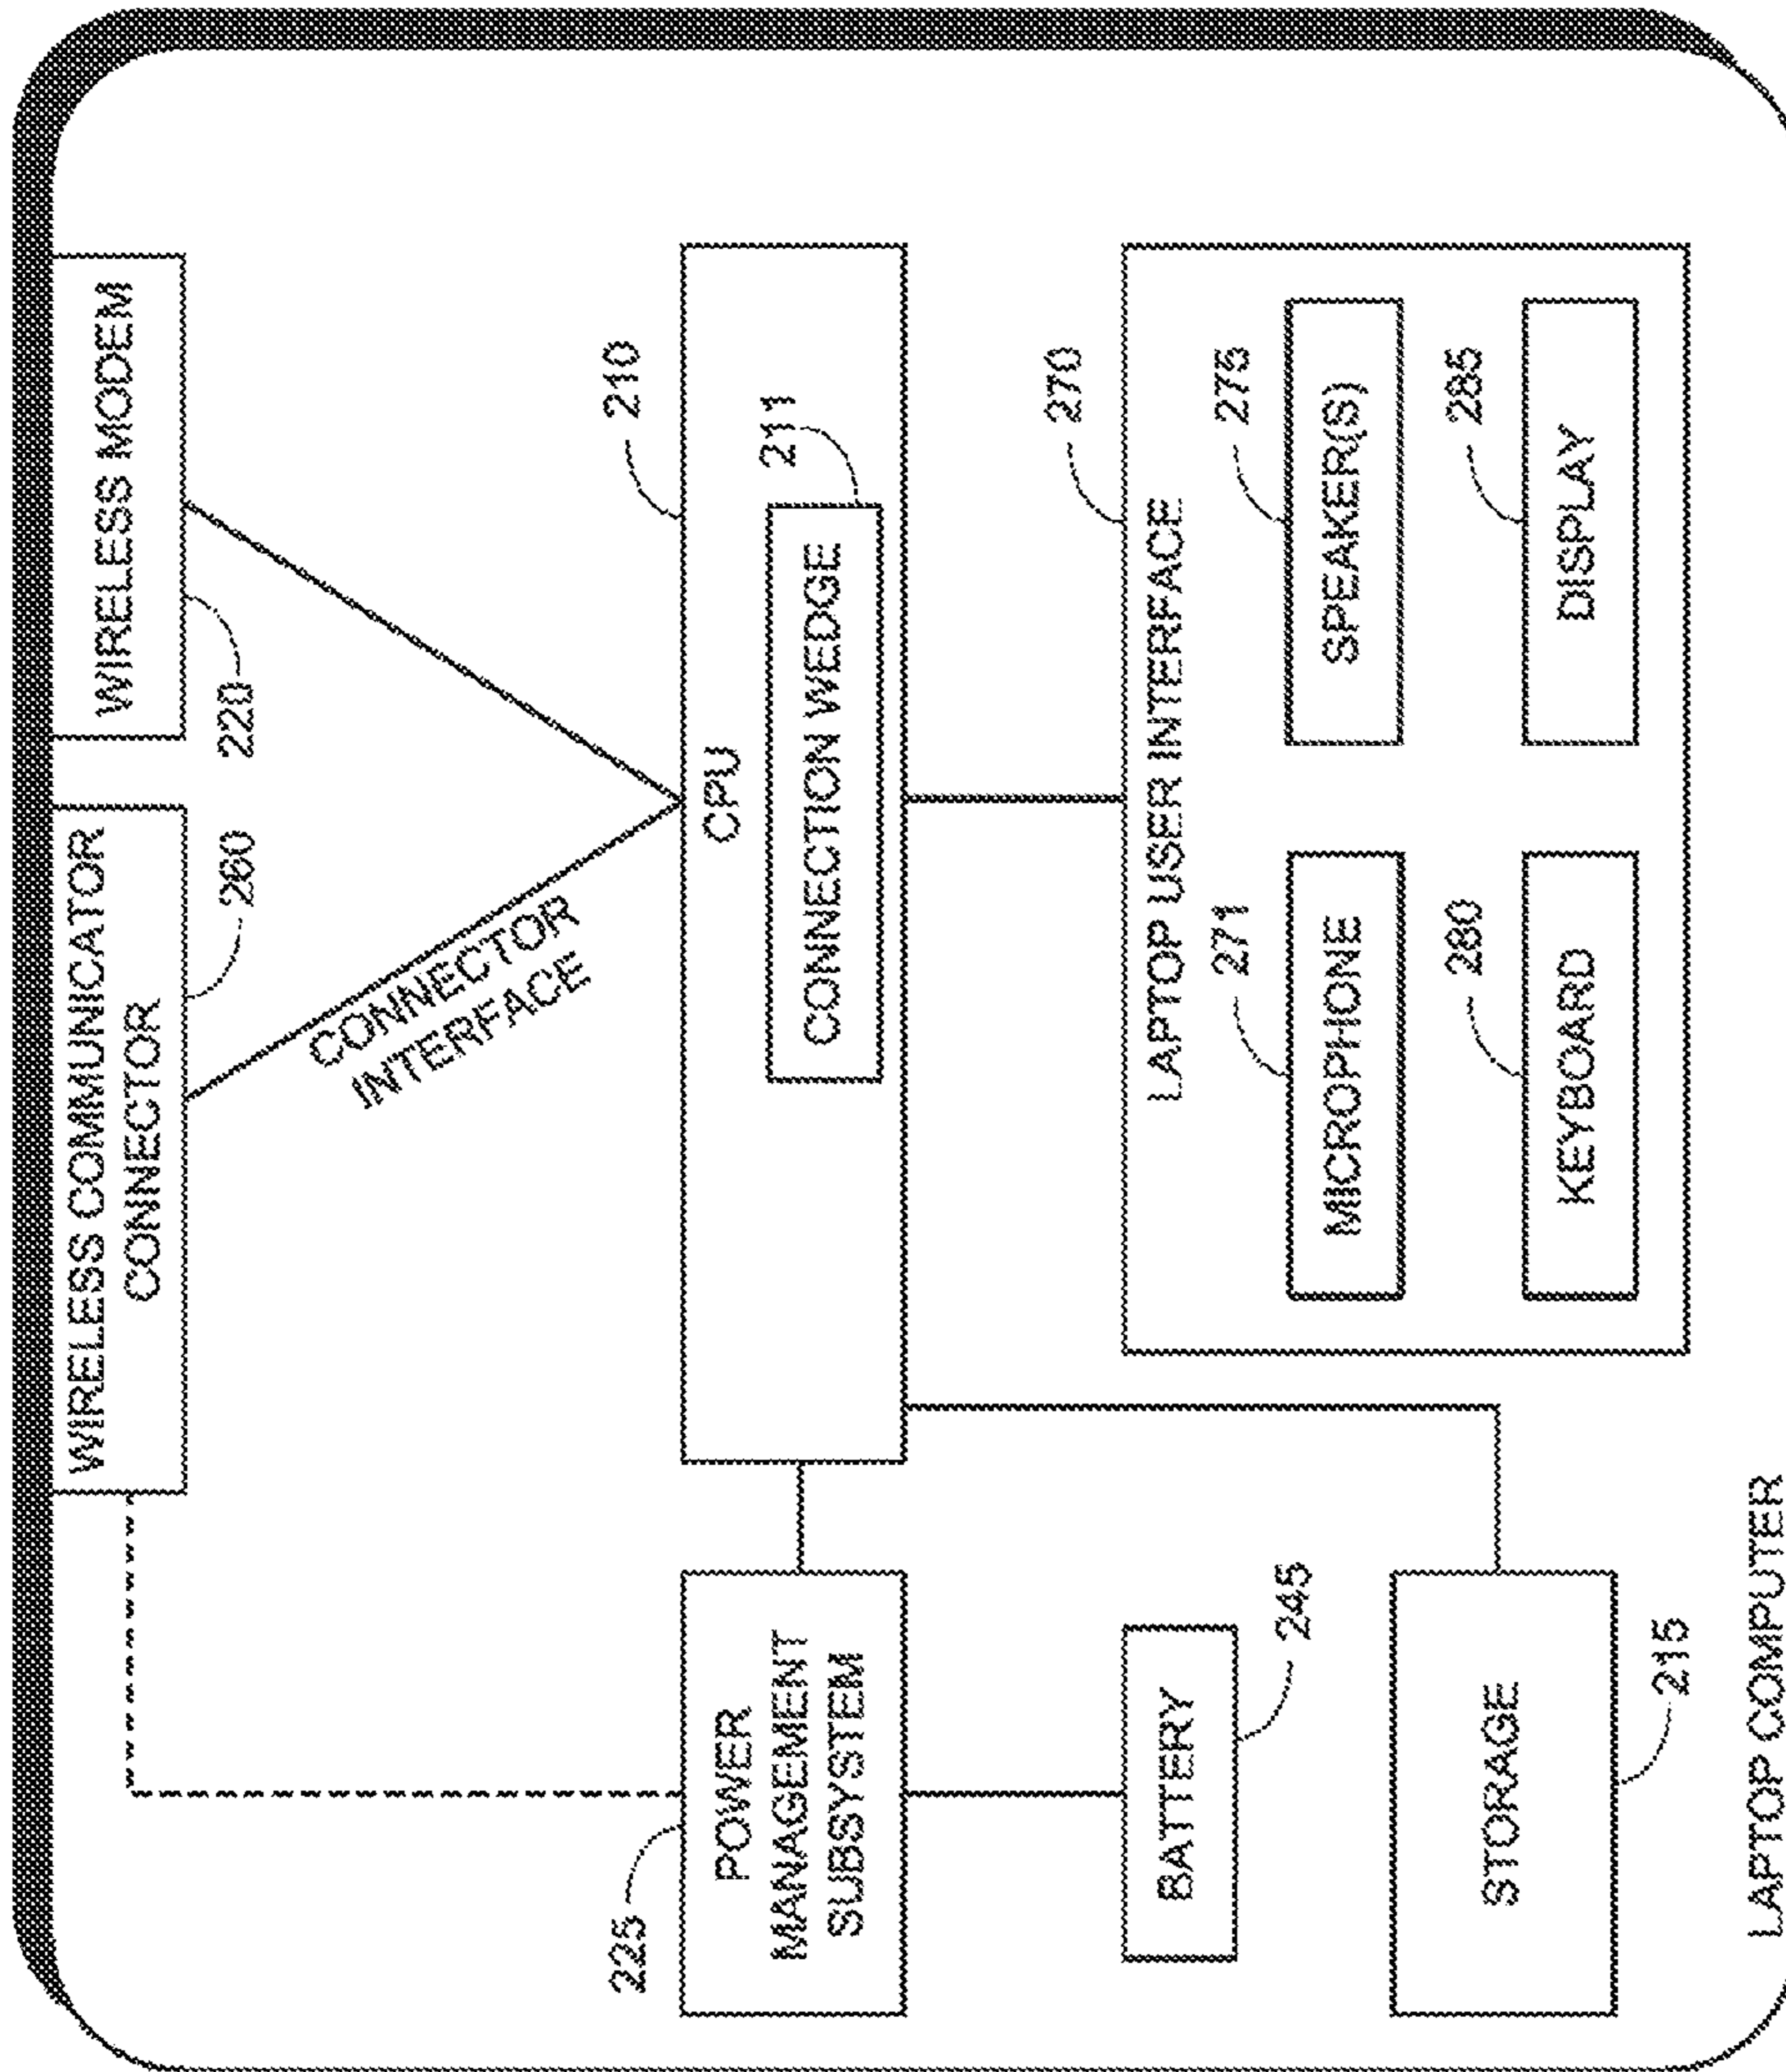 WIRELESS COMMUNICATOR
CONNECTOR
260
WIRELESS MODEM
220
CONNECTOR
INTERFACE
225
POWER
MANAGEMENT
SUBSYSTEM
210
CPU
211
CONNECTION WEDGE
BATTERY
245
270
LAPTOP USER INTERFACE
271
MICROPHONE
275
SPEAKER(S)
280
KEYBOARD
285
DISPLAY
STORAGE
215
LAPTOP COMPUTER